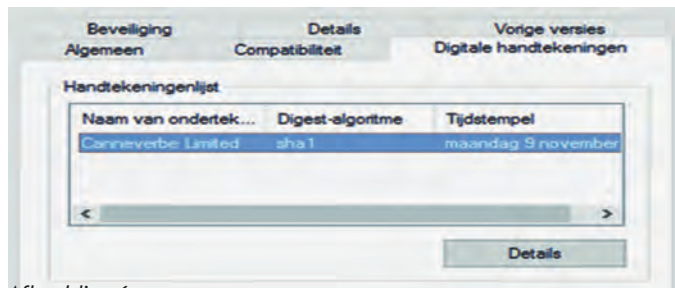 Beveiliging Details Vorige versies
Algemeen Compatibiliteit Digitale handtekeningen
Handtekeningenlijst
Naam van ondertek... Digest-algoritme Tijdstempel
Canneverbe Limited sha1 maandag 9 november
Details